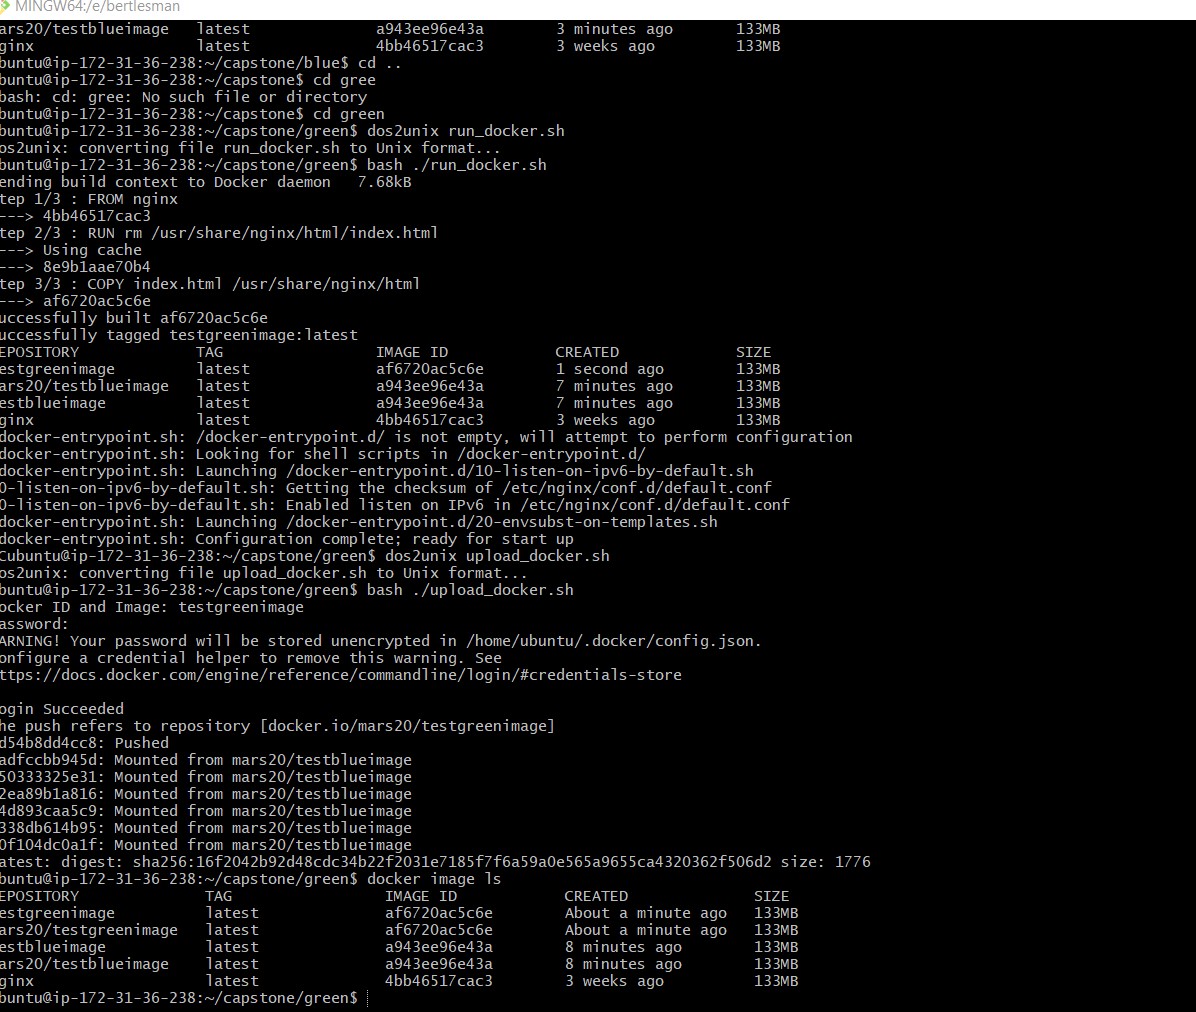 MINGW64:/e/bertlesman
ars20/testblueimage latest a943ee96e43a 3 minutes ago 133MB
ginx latest 4bb46517cac3 3 weeks ago 133MB
buntu@ip-172-31-36-238:~/capstone/blue$ cd ..
buntu@ip-172-31-36-238:~/capstone$ cd gree
bash: cd: gree: No such file or directory
buntu@ip-172-31-36-238:~/capstone$ cd green
buntu@ip-172-31-36-238:~/capstone/green$ dos2unix run_docker.sh
os2unix: converting file run_docker.sh to Unix format...
buntu@ip-172-31-36-238:~/capstone/green$ bash ./run_docker.sh
ending build context to Docker daemon 7.68kB
tep 1/3 : FROM nginx
---> 4bb46517cac3
tep 2/3 : RUN rm /usr/share/nginx/html/index.html
---> Using cache
---> 8e9b1aae70b4
tep 3/3 : COPY index.html /usr/share/nginx/html
---> af6720ac5c6e
uccessfully built af6720ac5c6e
uccessfully tagged testgreenimage:latest
EPOSITORY TAG IMAGE ID CREATED SIZE
estgreenimage latest af6720ac5c6e 1 second ago 133MB
ars20/testblueimage latest a943ee96e43a 7 minutes ago 133MB
estblueimage latest a943ee96e43a 7 minutes ago 133MB
ginx latest 4bb46517cac3 3 weeks ago 133MB
docker-entrypoint.sh: /docker-entrypoint.d/ is not empty, will attempt to perform configuration
docker-entrypoint.sh: Looking for shell scripts in /docker-entrypoint.d/
docker-entrypoint.sh: Launching /docker-entrypoint.d/10-listen-on-ipv6-by-default.sh
0-listen-on-ipv6-by-default.sh: Getting the checksum of /etc/nginx/conf.d/default.conf
0-listen-on-ipv6-by-default.sh: Enabled listen on IPv6 in /etc/nginx/conf.d/default.conf
docker-entrypoint.sh: Launching /docker-entrypoint.d/20-envsubst-on-templates.sh
docker-entrypoint.sh: Configuration complete; ready for start up
Cubuntu@ip-172-31-36-238:~/capstone/green$ dos2unix upload_docker.sh
os2unix: converting file upload_docker.sh to Unix format...
buntu@ip-172-31-36-238:~/capstone/green$ bash ./upload_docker.sh
ocker ID and Image: testgreenimage
assword:
ARNING! Your password will be stored unencrypted in /home/ubuntu/.docker/config.json.
onfigure a credential helper to remove this warning. See
ttps://docs.docker.com/engine/reference/commandline/login/#credentials-store
ogin Succeeded
he push refers to repository [docker.io/mars20/testgreenimage]
d54b8dd4cc8: Pushed
adfccbb945d: Mounted from mars20/testblueimage
50333325e31: Mounted from mars20/testblueimage
2ea89b1a816: Mounted from mars20/testblueimage
4d893caa5c9: Mounted from mars20/testblueimage
338db614b95: Mounted from mars20/testblueimage
0f104dc0a1f: Mounted from mars20/testblueimage
atest: digest: sha256:16f2042b92d48cdc34b22f2031e7185f7f6a59a0e565a9655ca4320362f506d2 size: 1776
buntu@ip-172-31-36-238:~/capstone/green$ docker image ls
EPOSITORY TAG IMAGE ID CREATED SIZE
estgreenimage latest af6720ac5c6e About a minute ago 133MB
ars20/testgreenimage latest af6720ac5c6e About a minute ago 133MB
estblueimage latest a943ee96e43a 8 minutes ago 133MB
ars20/testblueimage latest a943ee96e43a 8 minutes ago 133MB
ginx latest 4bb46517cac3 3 weeks ago 133MB
buntu@ip-172-31-36-238:~/capstone/green$